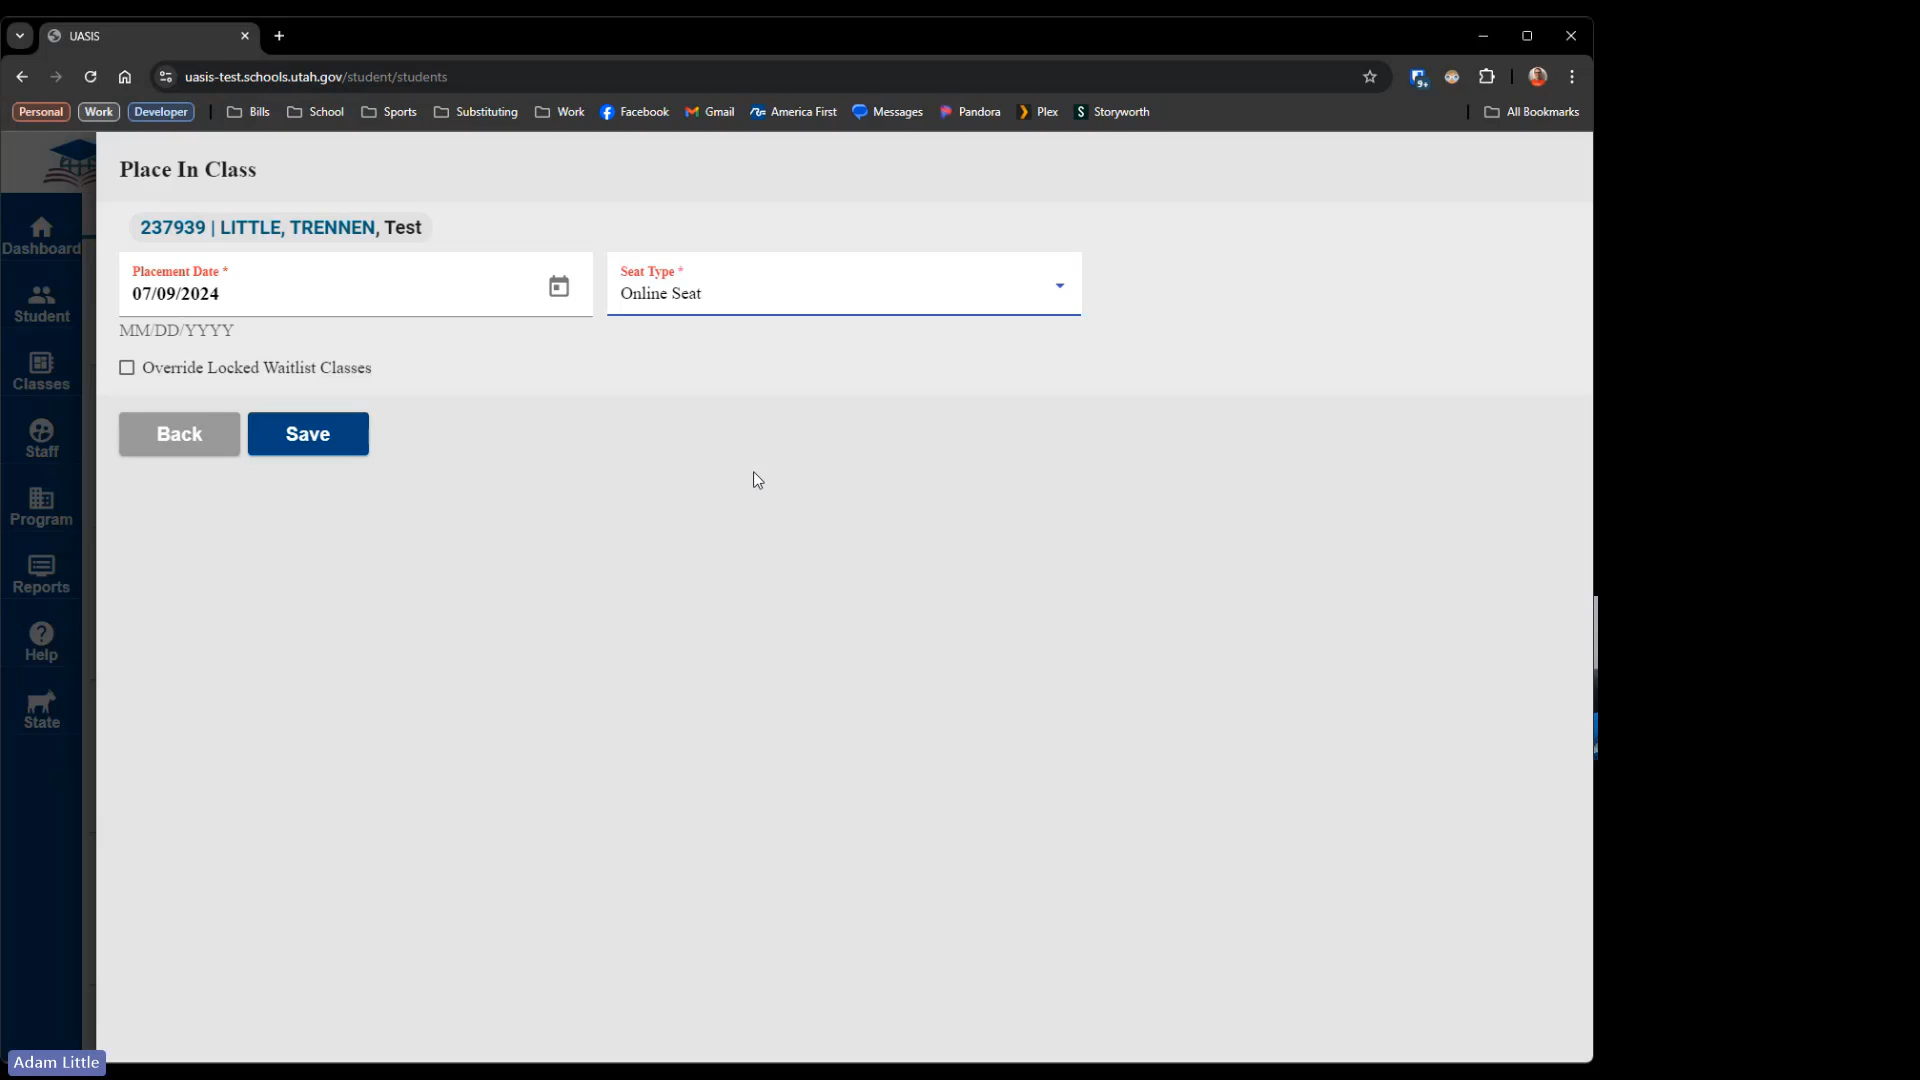 UASIS
uasis-test.schools.utah.gov/student/students
Personal Work Developer Bills School Sports Substituting Work Facebook Gmail America First Messages Pandora Plex Storyworth All Bookmarks
9+
Place In Class
237939 | LITTLE, TRENNEN, Test
Placement Date *
07/09/2024
MM/DD/YYYY
Seat Type *
Online Seat
Override Locked Waitlist Classes
Back Save
Dashboard
Student
Classes
Staff
Program
Reports
Help
State
Adam Little